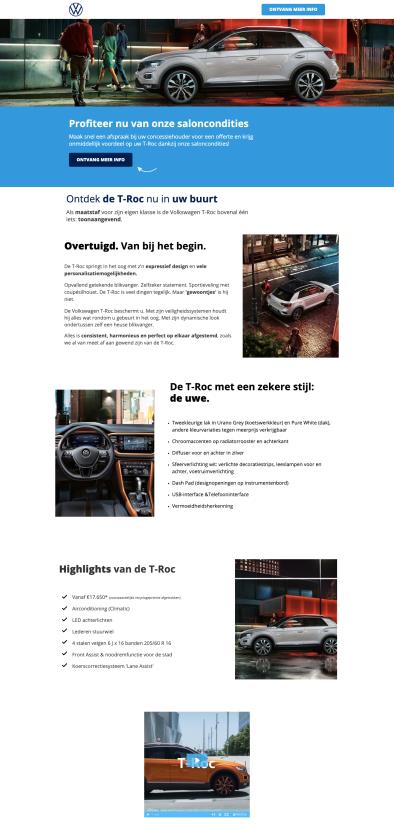 ONTVANG MEER INFO
Profiteer nu van onze saloncondities
Maak snel een afspraak bij uw concessiehouder voor een offerte en krijg
onmiddellijk voordeel op uw T-Roc dankzij onze saloncondities!
ONTVANG MEER INFO
Ontdek de T-Roc nu in uw buurt
Als maatstaf voor zijn eigen klasse is de Volkswagen T-Roc bovenal één
iets: toonaangevend.
Overtuigd. Van bij het begin.
De T-Roc springt in het oog met z'n expressief design en vele
personalisatiemogelijkheden.
Opvallend getekende blikvanger. Zelfzeker statement. Sportieveling met
coupésilhouet. De T-Roc is veel dingen tegelijk. Maar 'gewoontjes' is hij
niet.
De Volkswagen T-Roc beschermt u. Met zijn veiligheidssystemen houdt
hij alles wat rondom u gebeurt in het oog. Met zijn dynamische look
ondertussen zelf een heuse blikvanger.
Alles is consistent, harmonieus en perfect op elkaar afgestemd, zoals
we al van meet af aan gewend zijn van de T-Roc.
De T-Roc met een zekere stijl:
de uwe.
Tweekleurige lak in Urano Grey (koetswerkkleur) en Pure White (dak),
andere kleurvariaties tegen meerprijs verkrijgbaar
Chroomaccenten op radiatorrooster en achterkant
Diffuser voor en achter in zilver
Sfeerverlichting wit: verlichte decoratiestrips, leeslampen voor en
achter, voetruimverlichting
Dash Pad (designopeningen op instrumentenbord)
USB-interface &Telefooninterface
Vermoeidheidsherkenning
Highlights van de T-Roc
Vanaf €17.650* (voorwaardelijke recyclagepremie afgetrokken)
Airconditioning (Climatic)
LED achterlichten
Lederen stuurwiel
4 stalen velgen 6 J x 16 banden 205/60 R 16
Front Assist & noodremfunctie voor de stad
Koerscorrectiesysteem 'Lane Assist'
T-Roc